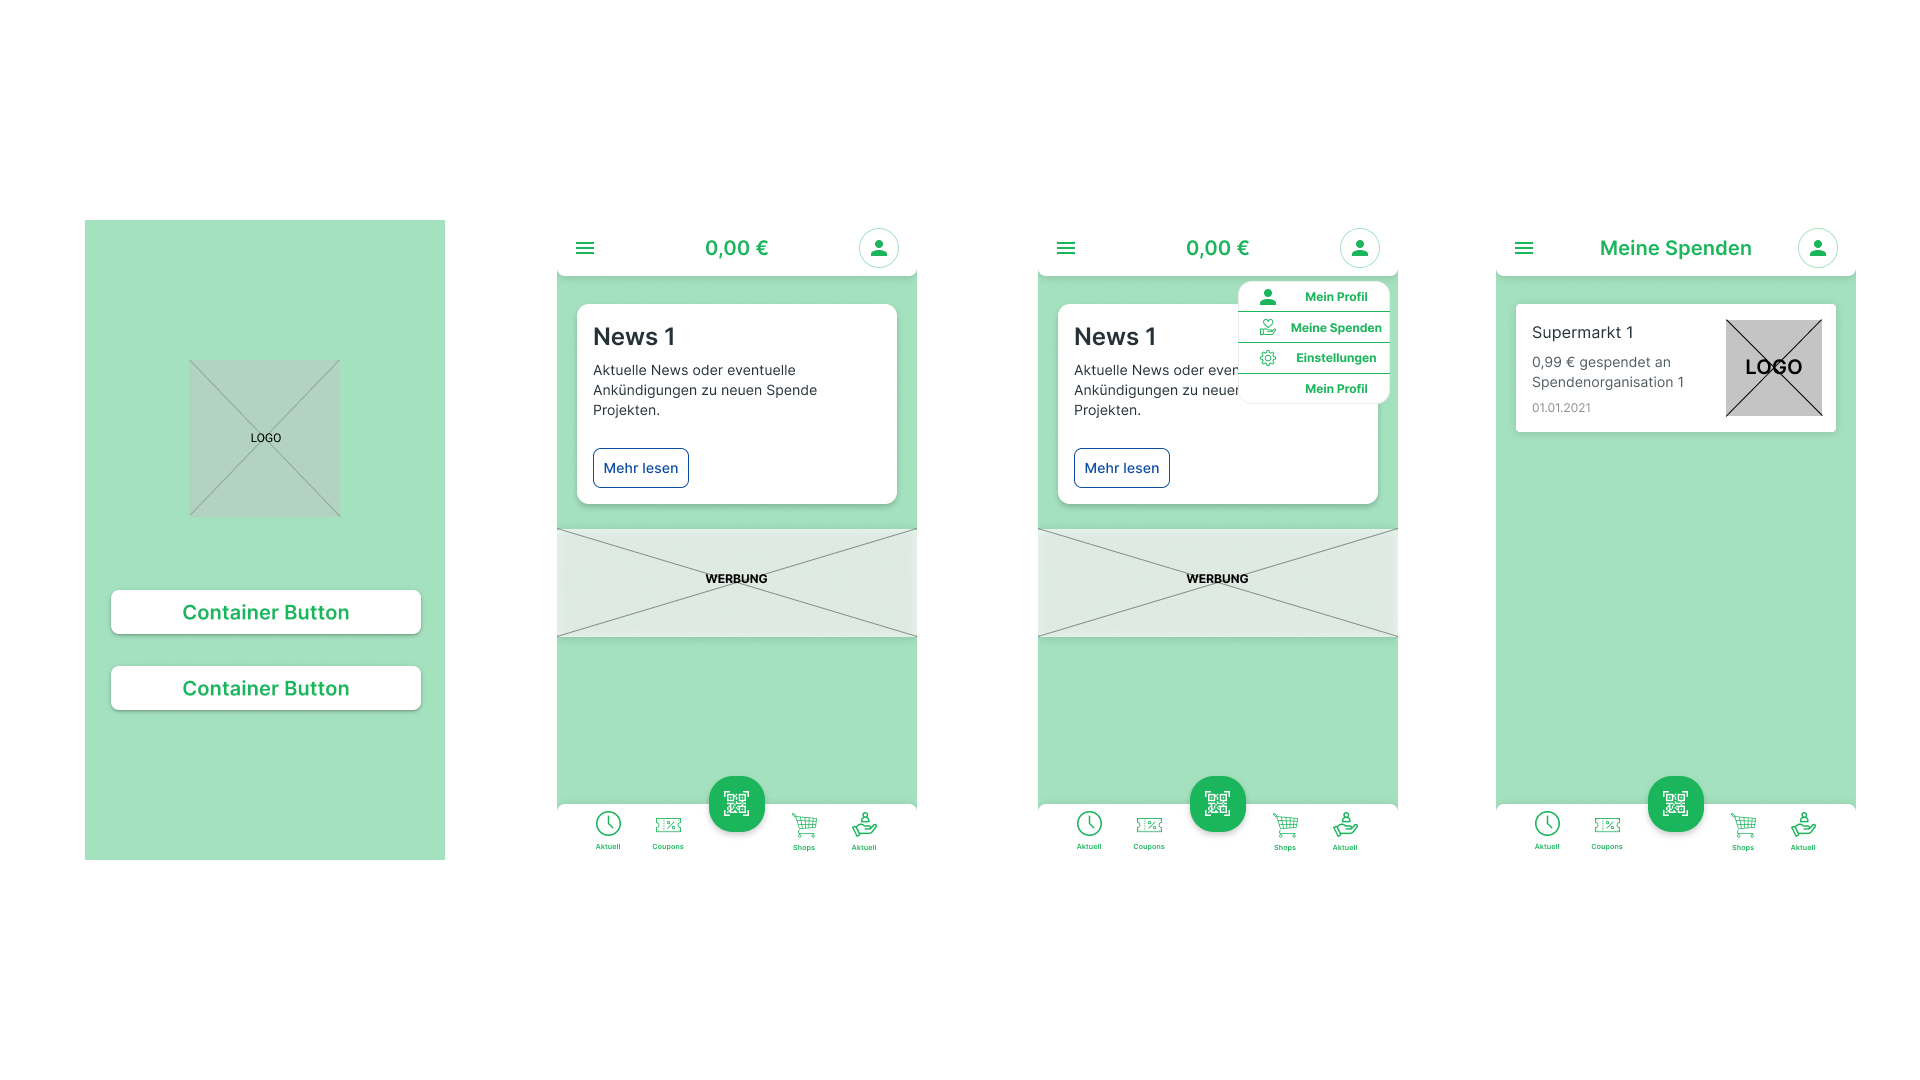 LOGO
Container Button
Container Button
0,00 €
News 1
Aktuelle News oder eventuelle
Ankündigungen zu neuen Spende
Projekten.
Mehr lesen
WERBUNG
Aktuell
Coupons
Shops
Aktuell
0,00 €
Mein Profil
Meine Spenden
Einstellungen
Mein Profil
News 1
Aktuelle News oder even
Ankündigungen zu neuer
Projekten.
Mehr lesen
WERBUNG
Aktuell
Coupons
Shops
Aktuell
Meine Spenden
Supermarkt 1
0,99 € gespendet an
Spendenorganisation 1
01.01.2021
LOGO
Aktuell
Coupons
Shops
Aktuell